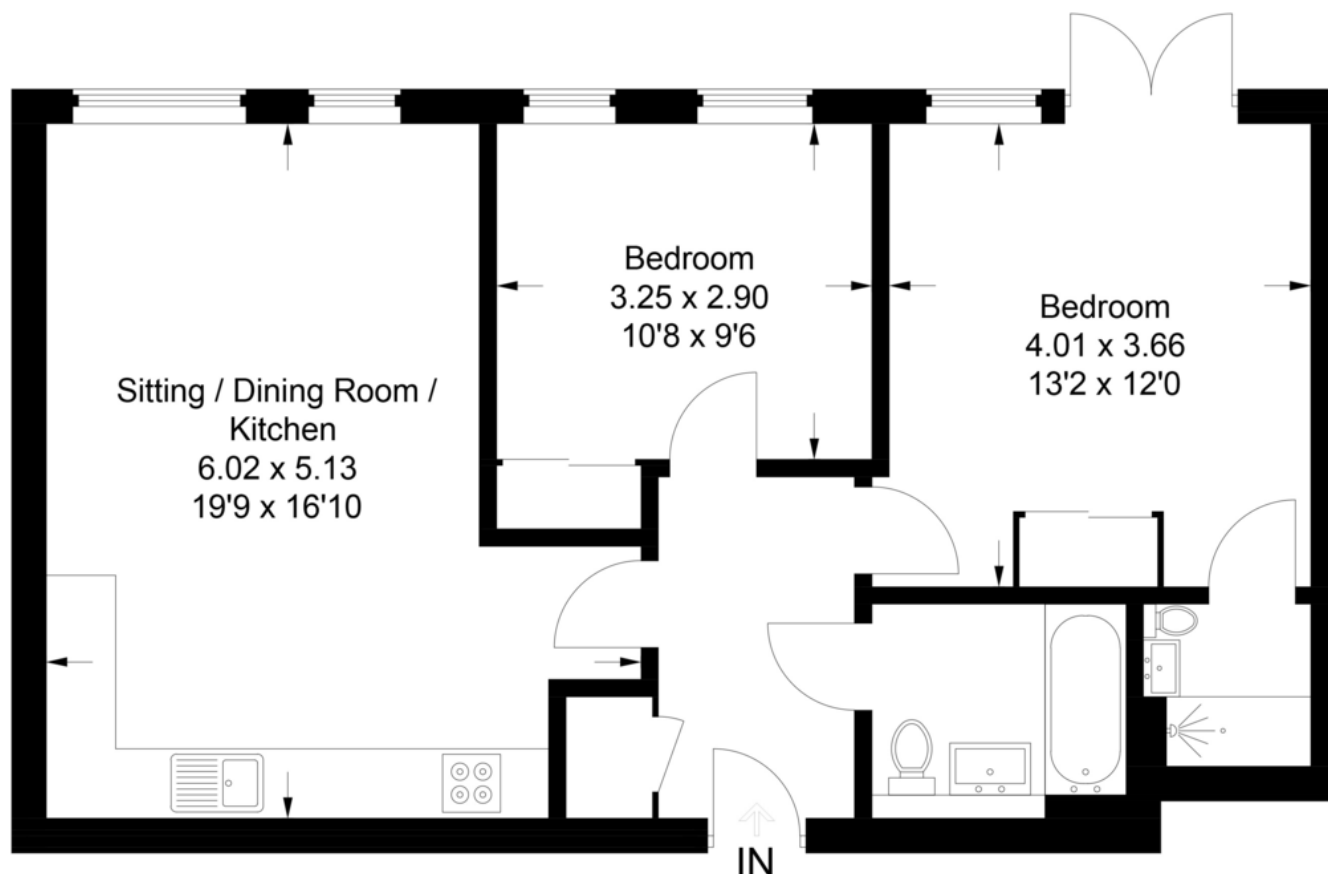 Sitting / Dining Room /
Kitchen
6.02 x 5.13
19'9 x 16'10
Bedroom
3.25 x 2.90
10'8 x 9'6
Bedroom
4.01 x 3.66
13'2 x 12'0
IN